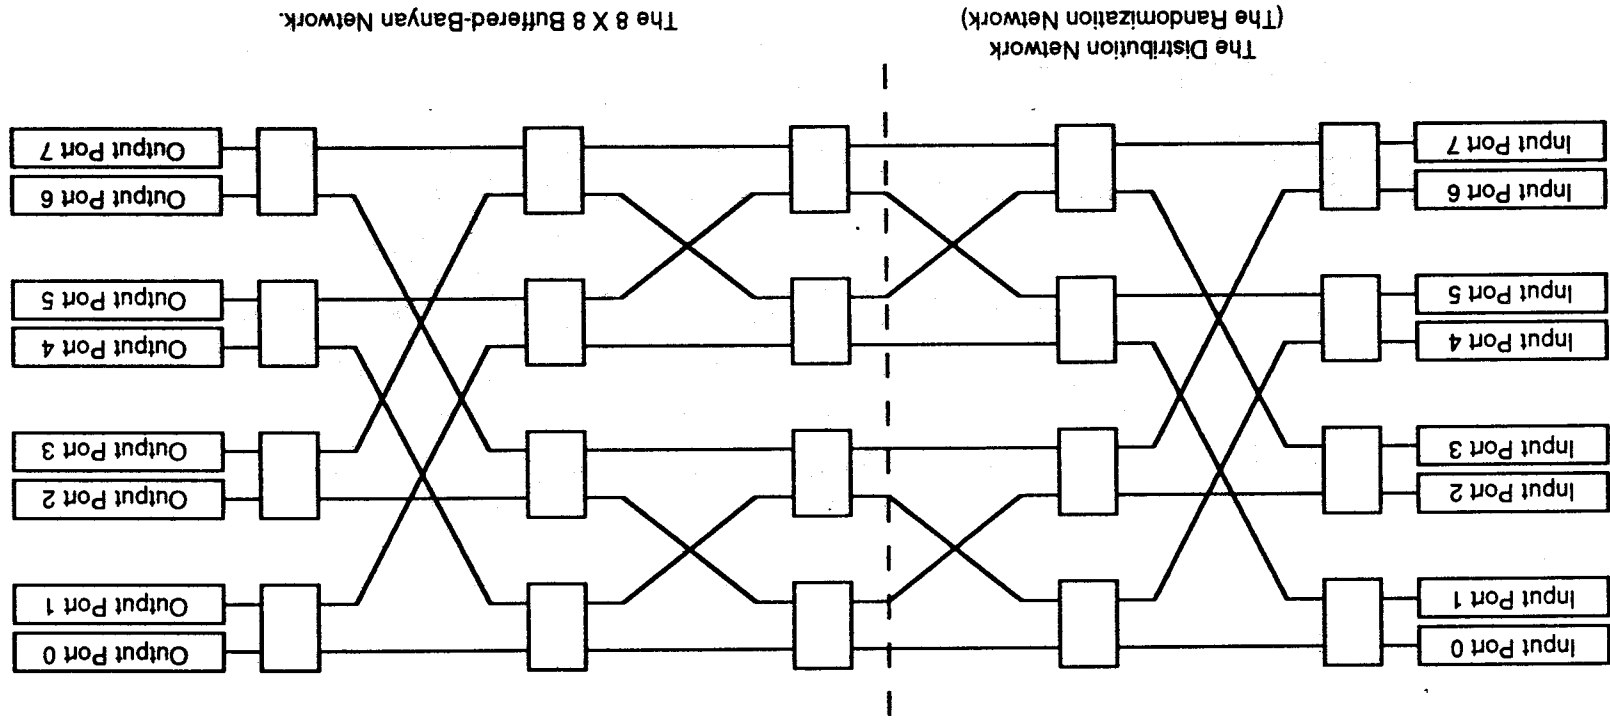 Input Port 0
Input Port 1
Input Port 2
Input Port 3
Input Port 4
Input Port 5
Input Port 6
Input Port 7
Output Port 0
Output Port 1
Output Port 2
Output Port 3
Output Port 4
Output Port 5
Output Port 6
Output Port 7
The Distribution Network
(The Randomization Network)
The 8 X 8 Buffered-Banyan Network.